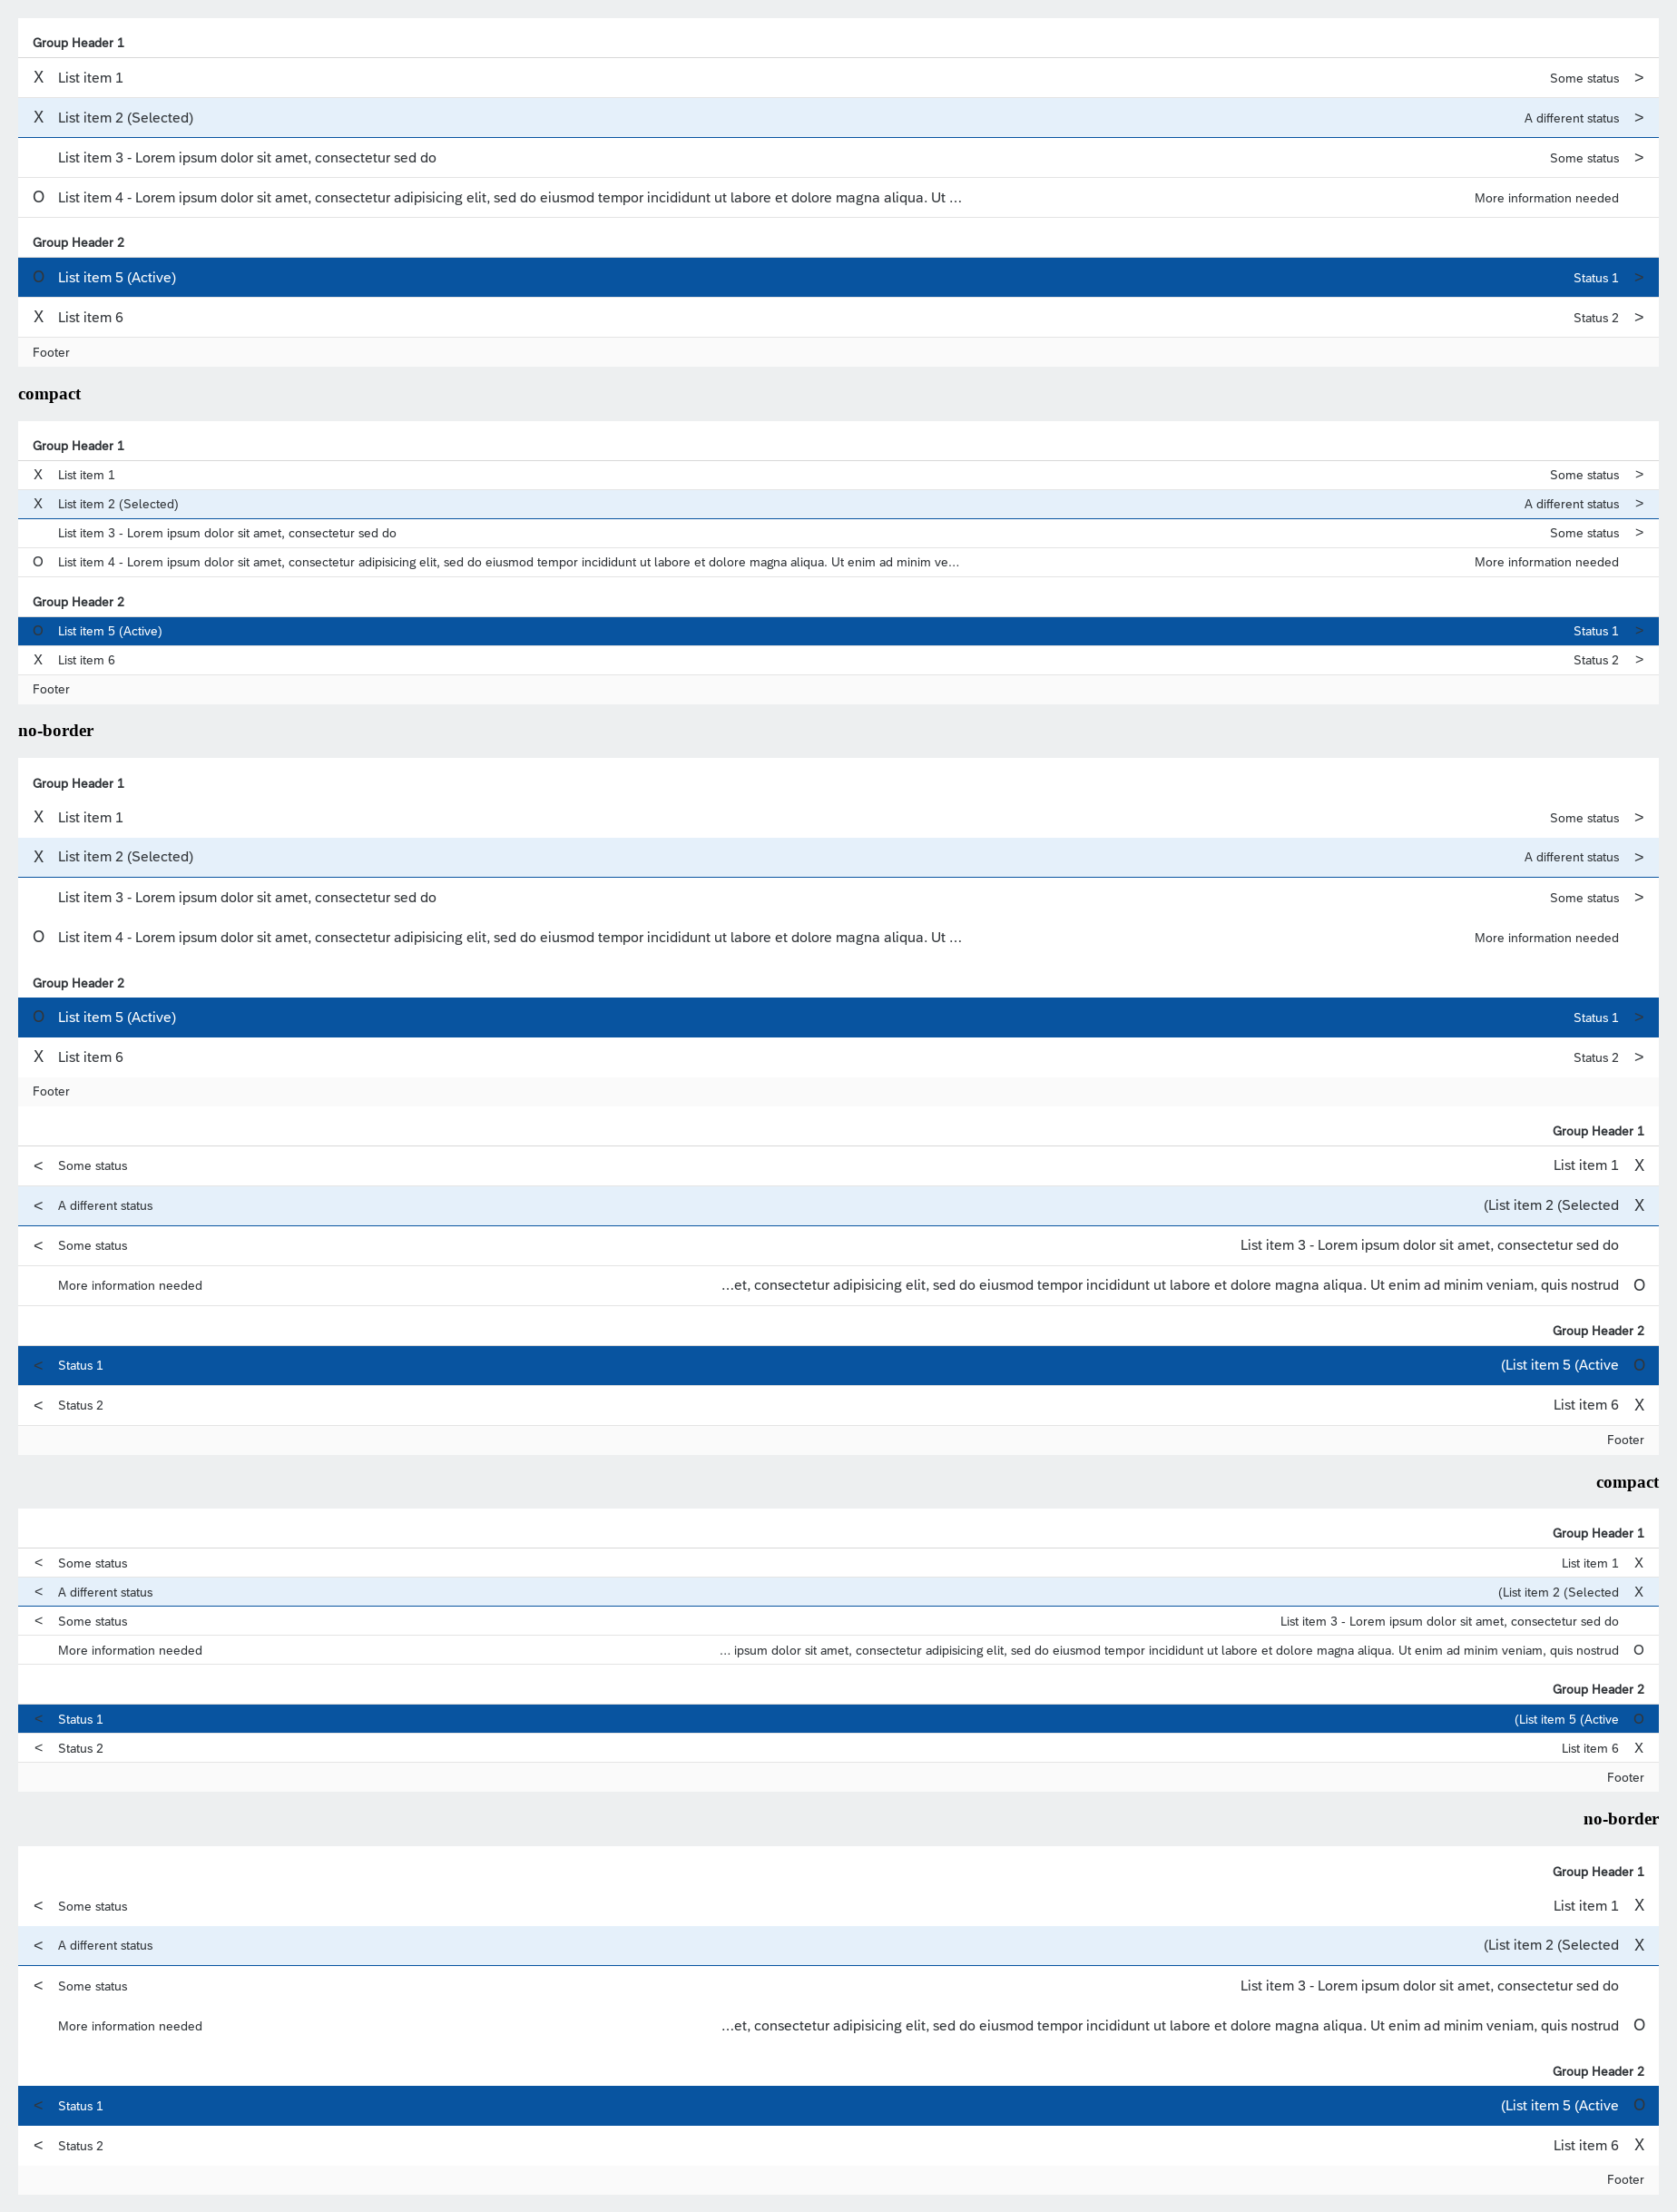 Group Header 1
X List item 1 Some status >
X List item 2 (Selected) A different status >
List item 3 - Lorem ipsum dolor sit amet, consectetur sed do Some status >
O List item 4 - Lorem ipsum dolor sit amet, consectetur adipisicing elit, sed do eiusmod tempor incididunt ut labore et dolore magna aliqua. Ut ... More information needed
Group Header 2
O List item 5 (Active) Status 1 >
X List item 6 Status 2 >
Footer
compact
Group Header 1
X List item 1 Some status >
X List item 2 (Selected) A different status >
List item 3 - Lorem ipsum dolor sit amet, consectetur sed do Some status >
O List item 4 - Lorem ipsum dolor sit amet, consectetur adipisicing elit, sed do eiusmod tempor incididunt ut labore et dolore magna aliqua. Ut enim ad minim ve... More information needed
Group Header 2
O List item 5 (Active) Status 1 >
X List item 6 Status 2 >
Footer
no-border
Group Header 1
X List item 1 Some status >
X List item 2 (Selected) A different status >
List item 3 - Lorem ipsum dolor sit amet, consectetur sed do Some status >
O List item 4 - Lorem ipsum dolor sit amet, consectetur adipisicing elit, sed do eiusmod tempor incididunt ut labore et dolore magna aliqua. Ut ... More information needed
Group Header 2
O List item 5 (Active) Status 1 >
X List item 6 Status 2 >
Footer
Group Header 1
< Some status List item 1 X
< A different status (List item 2 (Selected X
< Some status List item 3 - Lorem ipsum dolor sit amet, consectetur sed do
More information needed ...et, consectetur adipisicing elit, sed do eiusmod tempor incididunt ut labore et dolore magna aliqua. Ut enim ad minim veniam, quis nostrud O
Group Header 2
< Status 1 (List item 5 (Active O
< Status 2 List item 6 X
Footer
compact
Group Header 1
< Some status List item 1 X
< A different status (List item 2 (Selected X
< Some status List item 3 - Lorem ipsum dolor sit amet, consectetur sed do
More information needed ... ipsum dolor sit amet, consectetur adipisicing elit, sed do eiusmod tempor incididunt ut labore et dolore magna aliqua. Ut enim ad minim veniam, quis nostrud O
Group Header 2
< Status 1 (List item 5 (Active O
< Status 2 List item 6 X
Footer
no-border
Group Header 1
< Some status List item 1 X
< A different status (List item 2 (Selected X
< Some status List item 3 - Lorem ipsum dolor sit amet, consectetur sed do
More information needed ...et, consectetur adipisicing elit, sed do eiusmod tempor incididunt ut labore et dolore magna aliqua. Ut enim ad minim veniam, quis nostrud O
Group Header 2
< Status 1 (List item 5 (Active O
< Status 2 List item 6 X
Footer